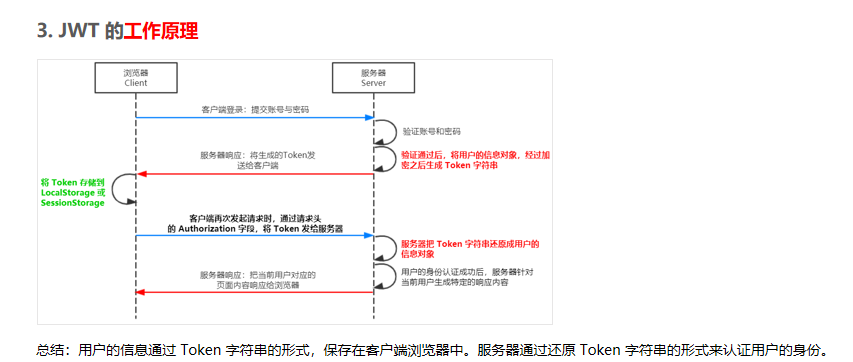 3. JWT 的工作原理
浏览器
Client
服务器
Server
客户端登录：提交账号与密码
验证账号和密码
验证通过后，将用户的信息对象，经过加
密之后生成 Token 字符串
服务器响应：将生成的Token发
送给客户端
将 Token 存储到
LocalStorage 或
SessionStorage
客户端再次发起请求时，通过请求头
的 Authorization 字段，将 Token 发给服务器
服务器把 Token 字符串还原成用户的
信息对象
用户的身份认证成功后，服务器针对
当前用户生成特定的响应内容
服务器响应：把当前用户对应的
页面内容响应给浏览器
总结：用户的信息通过 Token 字符串的形式，保存在客户端浏览器中。服务器通过还原 Token 字符串的形式来认证用户的身份。